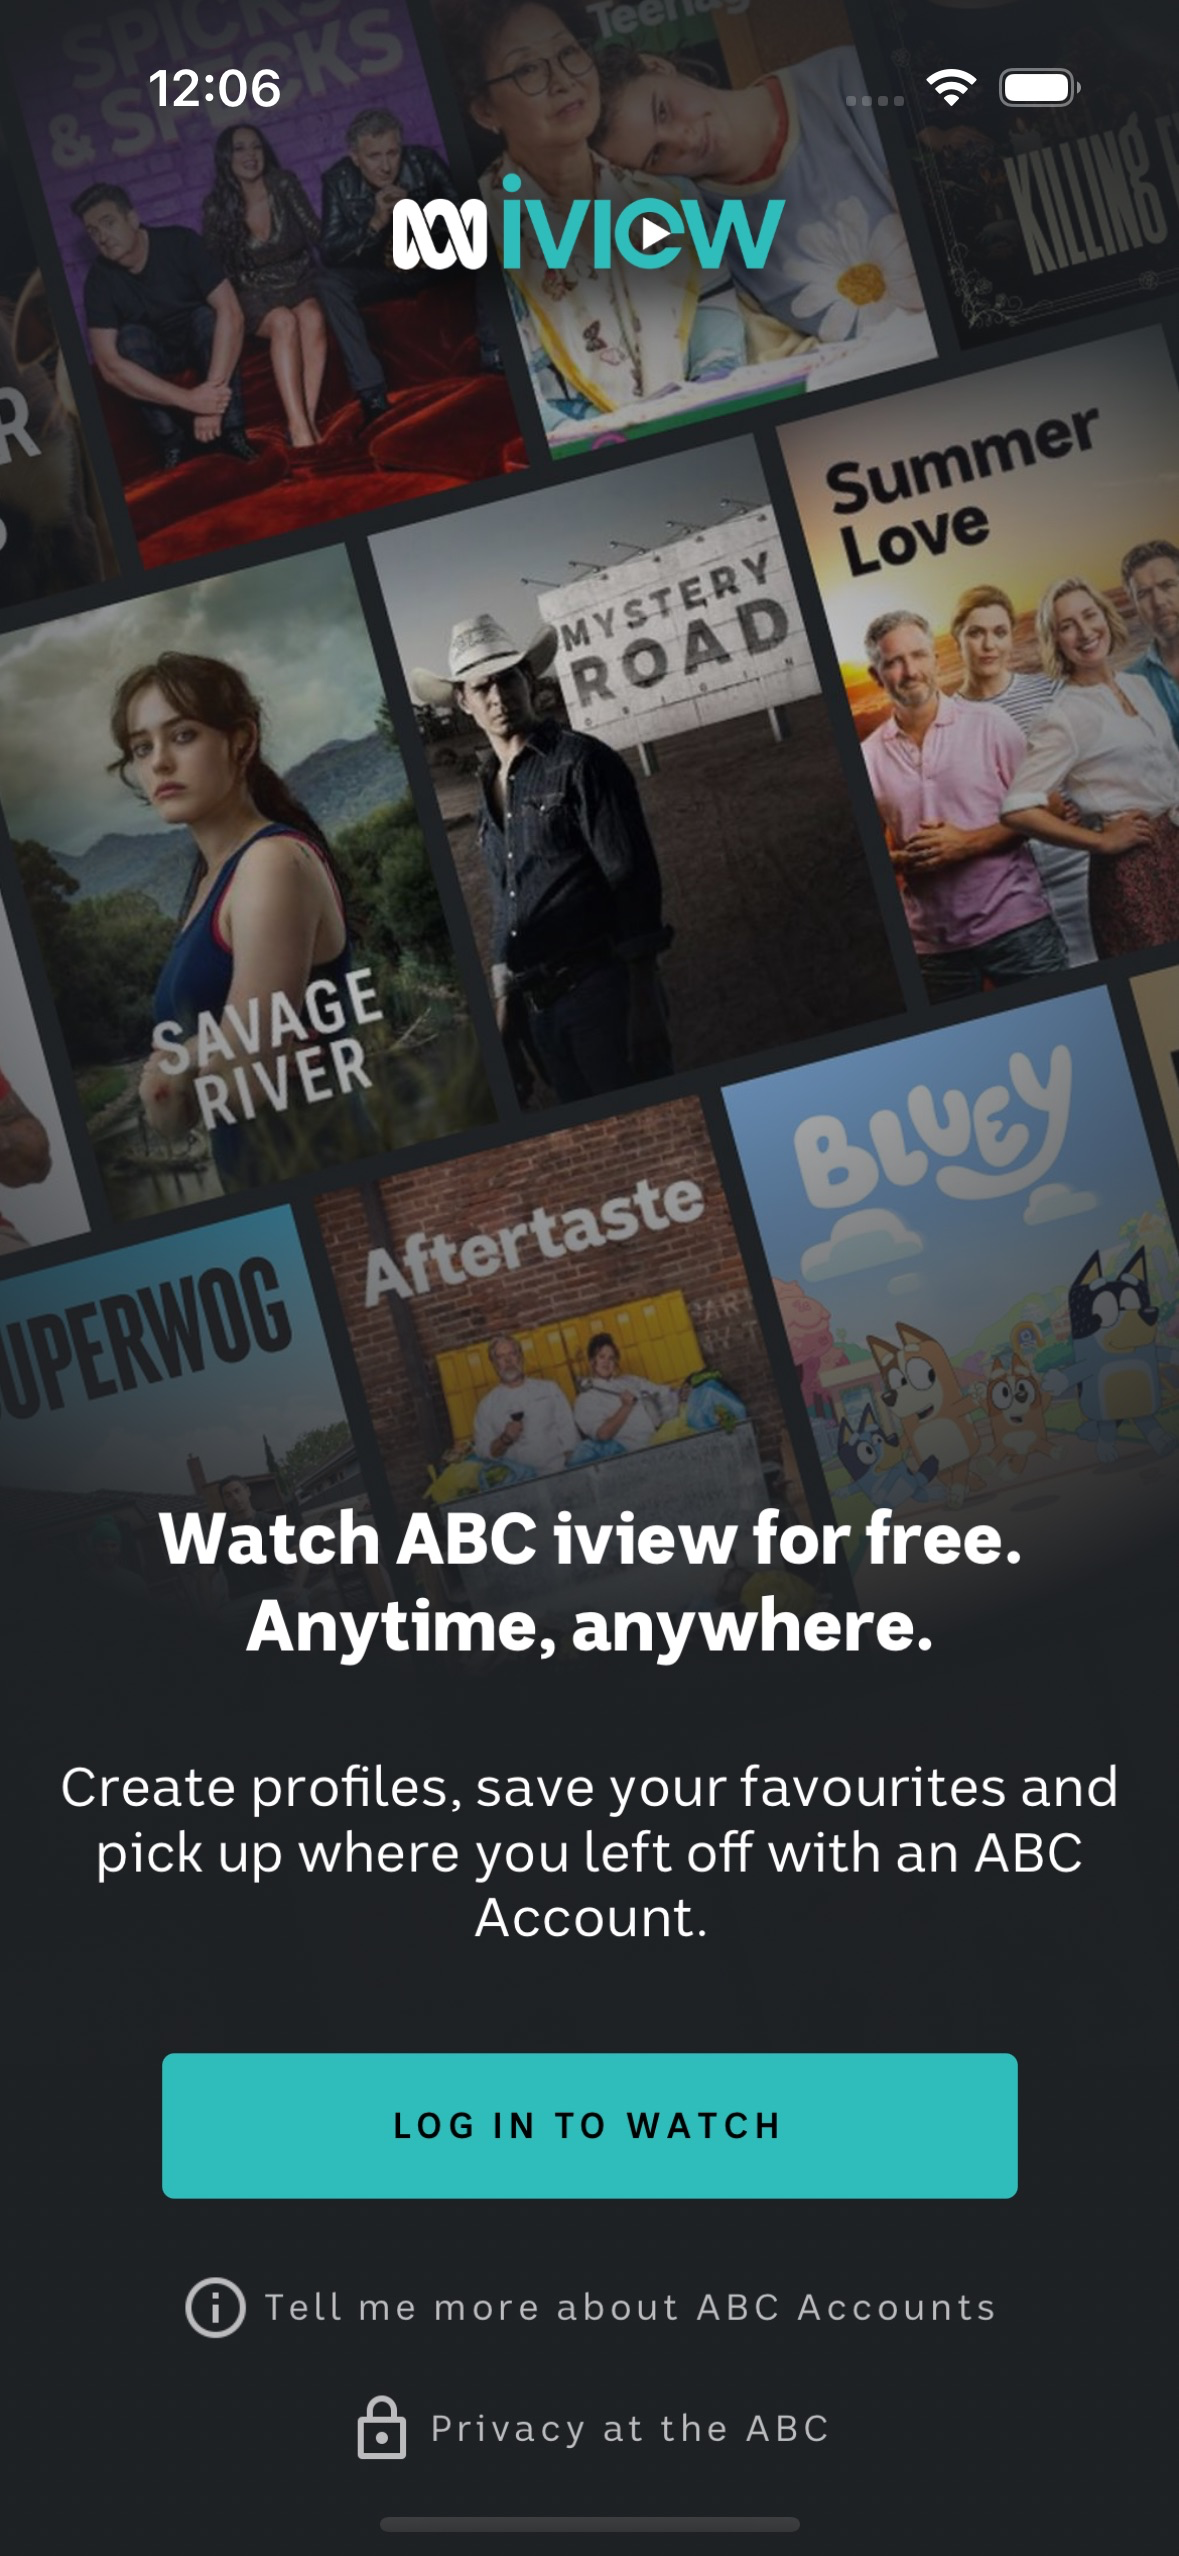 SPICKS
& SPECKS
12:06
iview
KILLING
Summer
Love
MYSTERY
ROAD
ORIGIN
SAVAGE
RIVER
BLUEY
Aftertaste
UPERWOG
Watch ABC iview for free.
Anytime, anywhere.
Create profiles, save your favourites and
pick up where you left off with an ABC
Account.
LOG IN TO WATCH
Tell me more about ABC Accounts
Privacy at the ABC